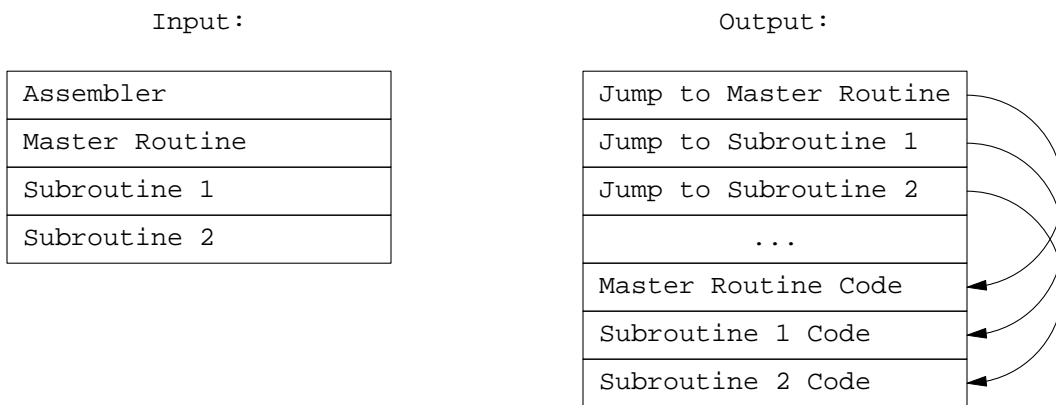 Input:
Assembler
Master Routine
Subroutine 1
Subroutine 2
Output:
Jump to Master Routine
Jump to Subroutine 1
Jump to Subroutine 2
...
Master Routine Code
Subroutine 1 Code
Subroutine 2 Code